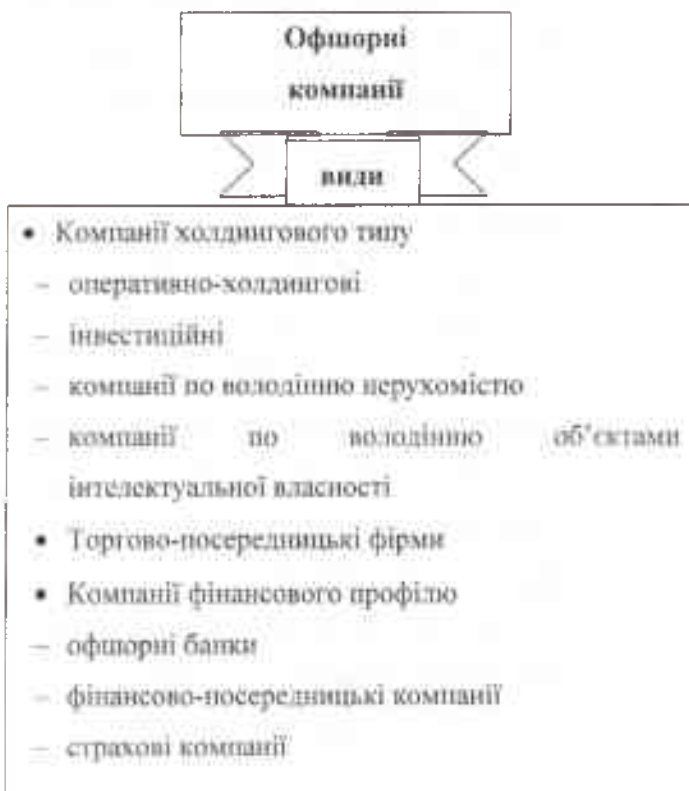 Офшорні
компанії
види
• Компанії холдингового типу
– оперативно-холдингові
– інвестиційні
– компанії по володінню нерухомістю
– компанії по володінню об’єктами
інтелектуальної власності
• Торгово-посередницькі фірми
• Компанії фінансового профілю
– офшорні банки
– фінансово-посередницькі компанії
– страхові компанії